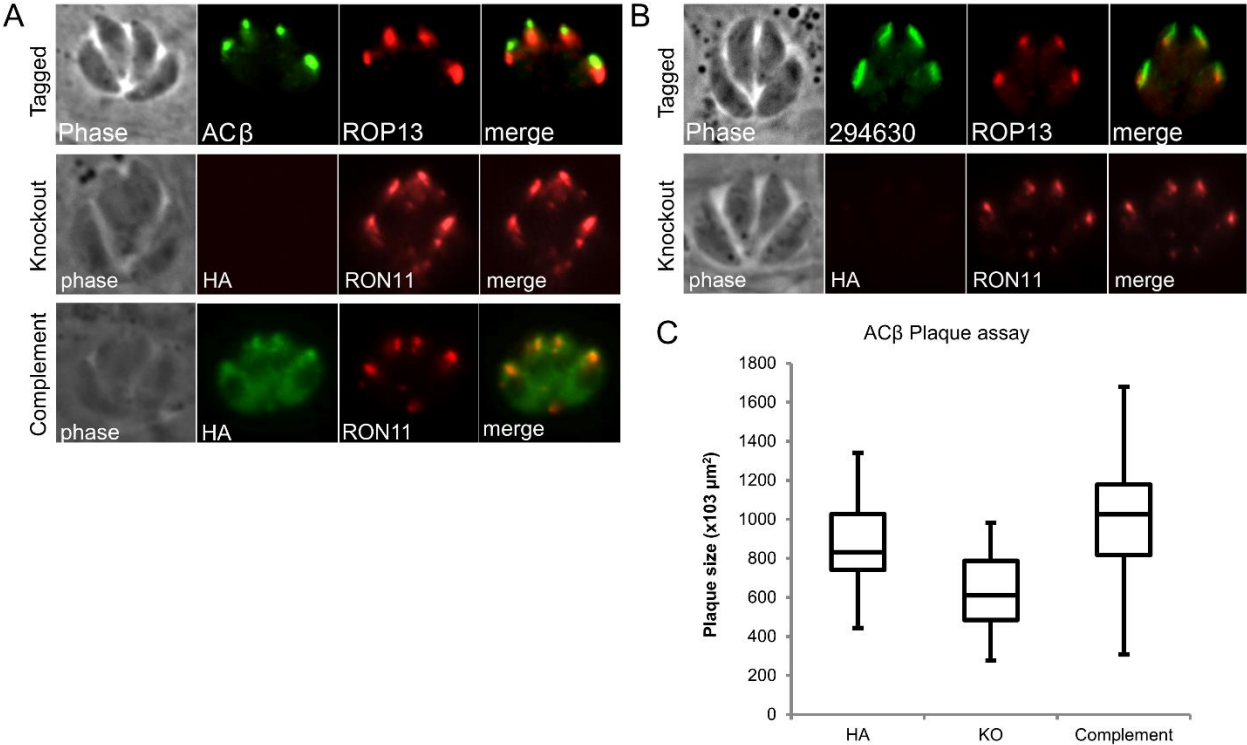 A
Tagged
Phase
ACβ
ROP13
merge
Knockout
phase
HA
RON11
merge
Complement
phase
HA
RON11
merge
B
Tagged
Phase
294630
ROP13
merge
Knockout
phase
HA
RON11
merge
C
ACβ Plaque assay
Plaque size (x103 µm²)
1800
1600
1400
1200
1000
800
600
400
200
0
HA
KO
Complement